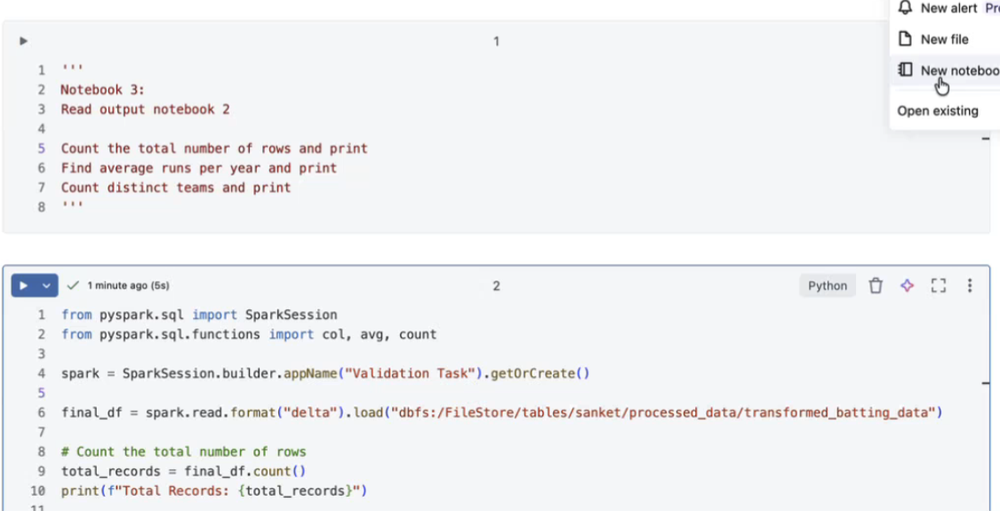 New alert
New file
New noteboo
Open existing
1
1 '''
2 Notebook 3:
3 Read output notebook 2
4
5 Count the total number of rows and print
6 Find average runs per year and print
7 Count distinct teams and print
8 '''
1 minute ago (5s)
2
Python
1 from pyspark.sql import SparkSession
2 from pyspark.sql.functions import col, avg, count
3
4 spark = SparkSession.builder.appName("Validation Task").getOrCreate()
5
6 final_df = spark.read.format("delta").load("dbfs:/FileStore/tables/sanket/processed_data/transformed_batting_data")
7
8 # Count the total number of rows
9 total_records = final_df.count()
10 print(f"Total Records: {total_records}")
11